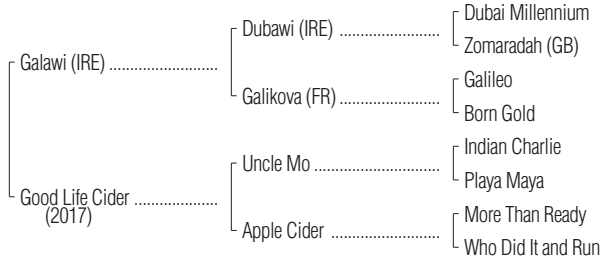 Dubai Millennium
Dubawi (IRE) ........................
Zomaradah (GB)
Galawi (IRE) ..........................
Galileo
Galikova (FR) ........................
Born Gold
Indian Charlie
Uncle Mo ..............................
Playa Maya
Good Life Cider ....................
(2017)
More Than Ready
Apple Cider ..........................
Who Did It and Run